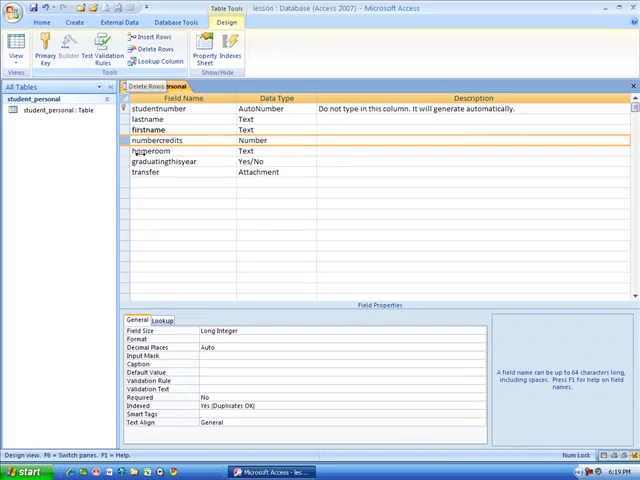 Table Tools
lesson : Database (Access 2007) - Microsoft Access
Home
Create
External Data
Database Tools
Design
View
Primary
Key
Builder
Test Validation
Rules
Insert Rows
Delete Rows
Lookup Column
Property
Sheet
Indexes
Views
Tools
Show/Hide
All Tables
Delete Rows
personal
student_personal
student_personal : Table
Field Name Data Type Description
studentnumber AutoNumber Do not type in this column. It will generate automatically.
lastname Text
firstname Text
numbercredits Number
homeroom Text
graduatingthisyear Yes/No
transfer Attachment
Field Properties
General Lookup
Field Size Long Integer
Format
Decimal Places Auto
Input Mask
Caption
Default Value
Validation Rule
Validation Text
Required No
Indexed Yes (Duplicates OK)
Smart Tags
Text Align General
A field name can be up to 64 characters long,
including spaces. Press F1 for help on field
names.
Design view. F6 = Switch panes. F1 = Help.
Num Lock
start
Microsoft Access - les...
6:19 PM